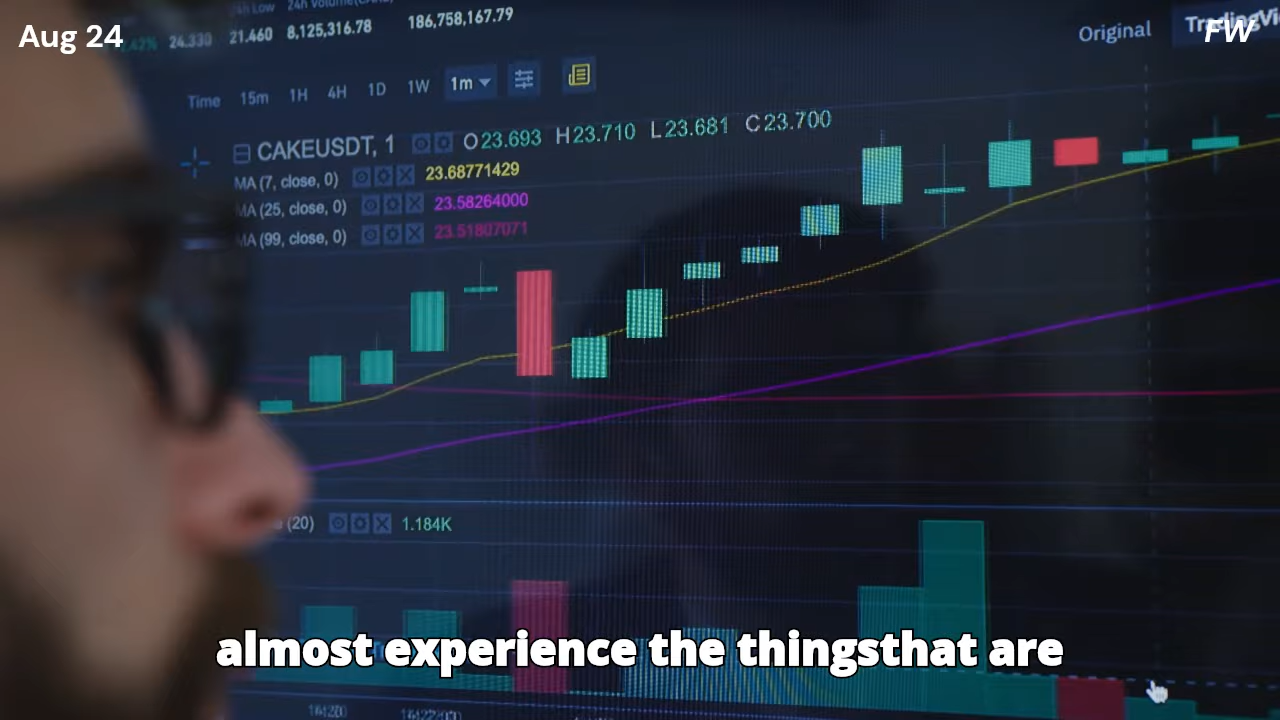 Aug 24
FW
24h Low
24.330 21.460 8,125,316.78 186,758,167.79
Original
Time 15m 1H 4H 1D 1W 1m
CAKEUSDT, 1 O23.693 H23.710 L23.681 C23.700
MA (7, close, 0) 23.68771429
MA (25, close, 0) 23.58264000
MA (99, close, 0) 23.51807071
(20) 1.184K
almost experience the thingsthat are